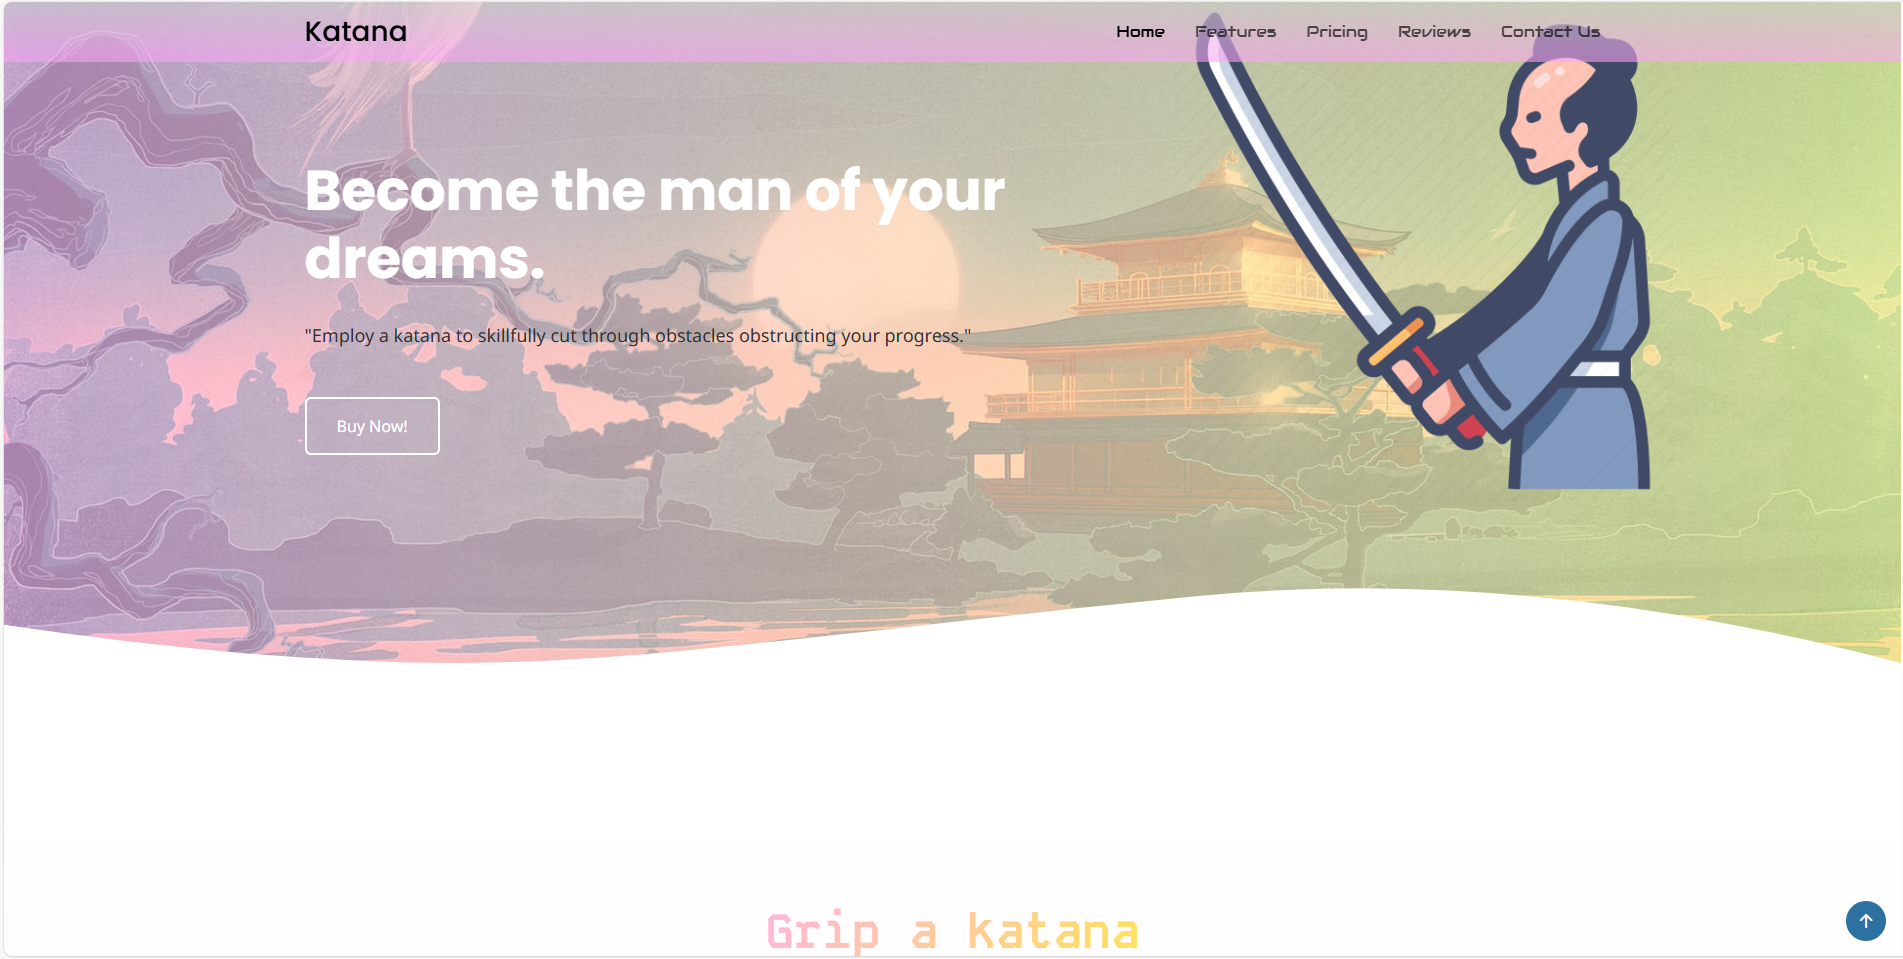 Katana
Home Features Pricing Reviews Contact Us
Become the man of your
dreams.
"Employ a katana to skillfully cut through obstacles obstructing your progress."
Buy Now!
Grip a katana